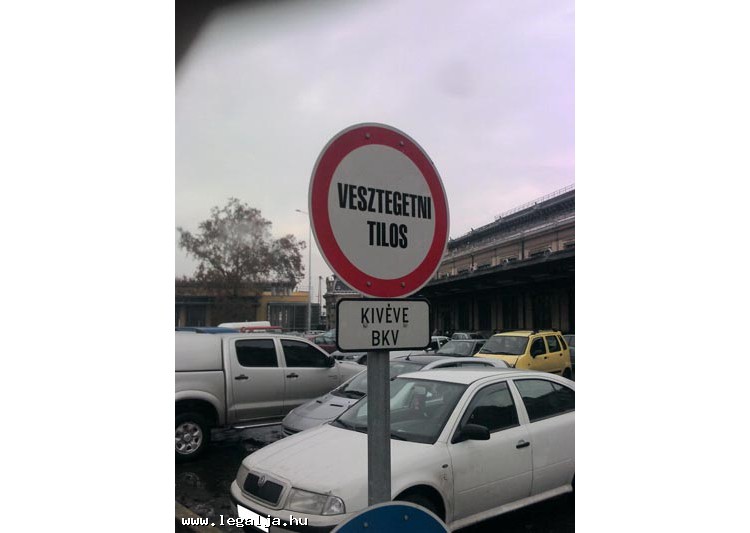 VESZTEGETNI
TILOS
KIVÉVE
BKV
www.legalja.hu